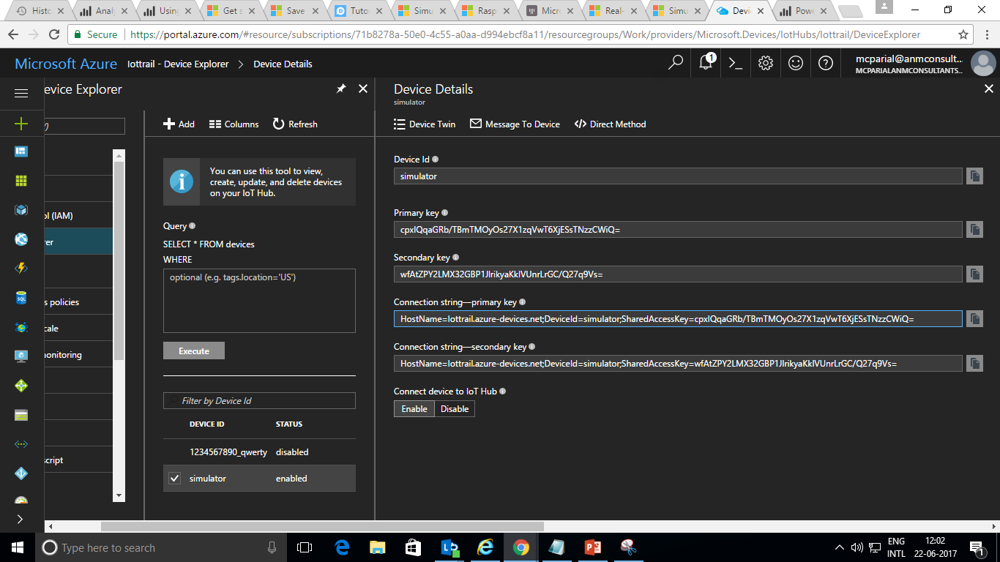 Histo
Analy
Using
Get s
Save
Tuto
Simu
Rasp
Micre
Real-
Simu
Devi
Powe
Secure
https://portal.azure.com/#resource/subscriptions/71b8278a-50e0-4c55-a0aa-d994ebcf8a11/resourcegroups/Work/providers/Microsoft.Devices/IotHubs/Iottrail/DeviceExplorer
Microsoft Azure
Iottrail - Device Explorer > Device Details
1
mcparial@anmconsult...
MCPARIALANMCONSULTANTS...
evice Explorer
Device Details
simulator
Add
Columns
Refresh
Device Twin
Message To Device
Direct Method
You can use this tool to view,
create, update, and delete devices
on your IoT Hub.
Device Id
simulator
ol (IAM)
rer
s policies
cale
onitoring
script
Query
SELECT * FROM devices
WHERE
optional (e.g. tags.location='US')
Execute
Filter by Device Id
DEVICE ID STATUS
1234567890_qwerty disabled
simulator enabled
Primary key
cpxIQqaGRb/TBmTMOyOs27X1zqVwT6XjESsTNzzCWiQ=
Secondary key
wfAtZPY2LMX32GBP1JlrikyaKklVUnrLrGC/Q27q9Vs=
Connection string—primary key
HostName=Iottrail.azure-devices.net;DeviceId=simulator;SharedAccessKey=cpxIQqaGRb/TBmTMOyOs27X1zqVwT6XjESsTNzzCWiQ=
Connection string—secondary key
HostName=Iottrail.azure-devices.net;DeviceId=simulator;SharedAccessKey=wfAtZPY2LMX32GBP1JlrikyaKklVUnrLrGC/Q27q9Vs=
Connect device to IoT Hub
Enable Disable
Type here to search
ENG
INTL
12:02
22-06-2017
1